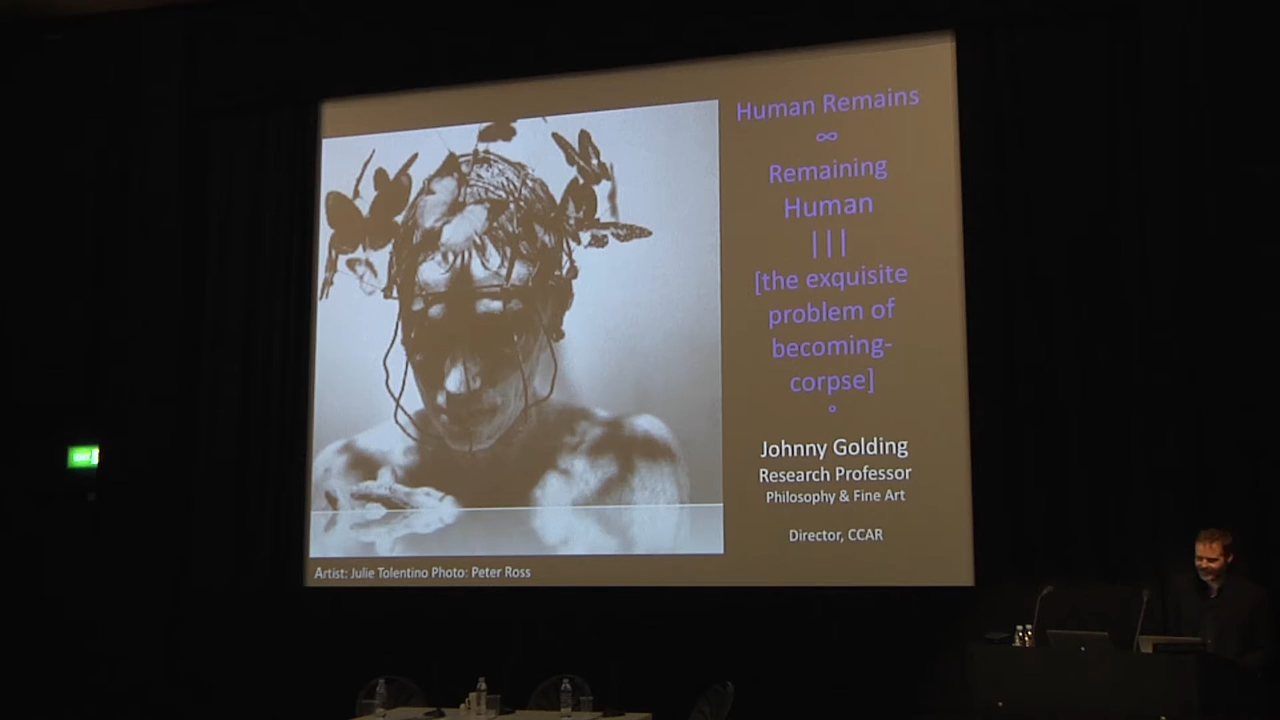 Human Remains
∞
Remaining
Human
|||
[the exquisite
problem of
becoming-
corpse]
°
Johnny Golding
Research Professor
Philosophy & Fine Art
Director, CCAR
Artist: Julie Tolentino Photo: Peter Ross